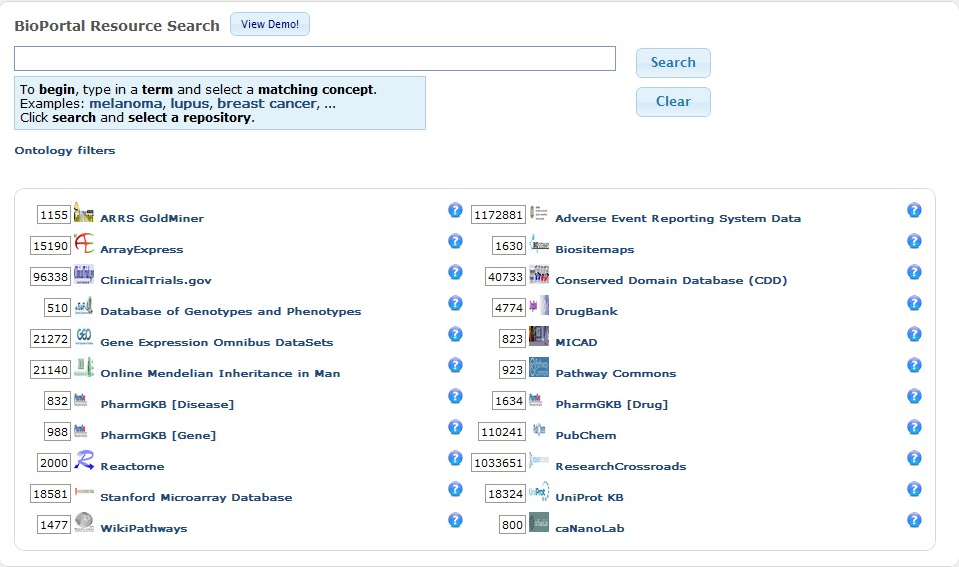 BioPortal Resource Search View Demo!
Search
To begin, type in a term and select a matching concept.
Examples: melanoma, lupus, breast cancer, ...
Click search and select a repository.
Clear
Ontology filters
1155 ARRS GoldMiner
1172881 Adverse Event Reporting System Data
15190 ArrayExpress
1630 Biositemaps
96338 ClinicalTrials.gov
40733 Conserved Domain Database (CDD)
510 Database of Genotypes and Phenotypes
4774 DrugBank
21272 GEO Gene Expression Omnibus DataSets
823 MICAD
21140 Online Mendelian Inheritance in Man
923 Pathway Commons
832 PharmGKB [Disease]
1634 PharmGKB [Drug]
988 PharmGKB [Gene]
110241 PubChem
2000 Reactome
1033651 ResearchCrossroads
18581 Stanford Microarray Database
18324 UniProt UniProt KB
1477 WikiPathways
800 caNanoLab